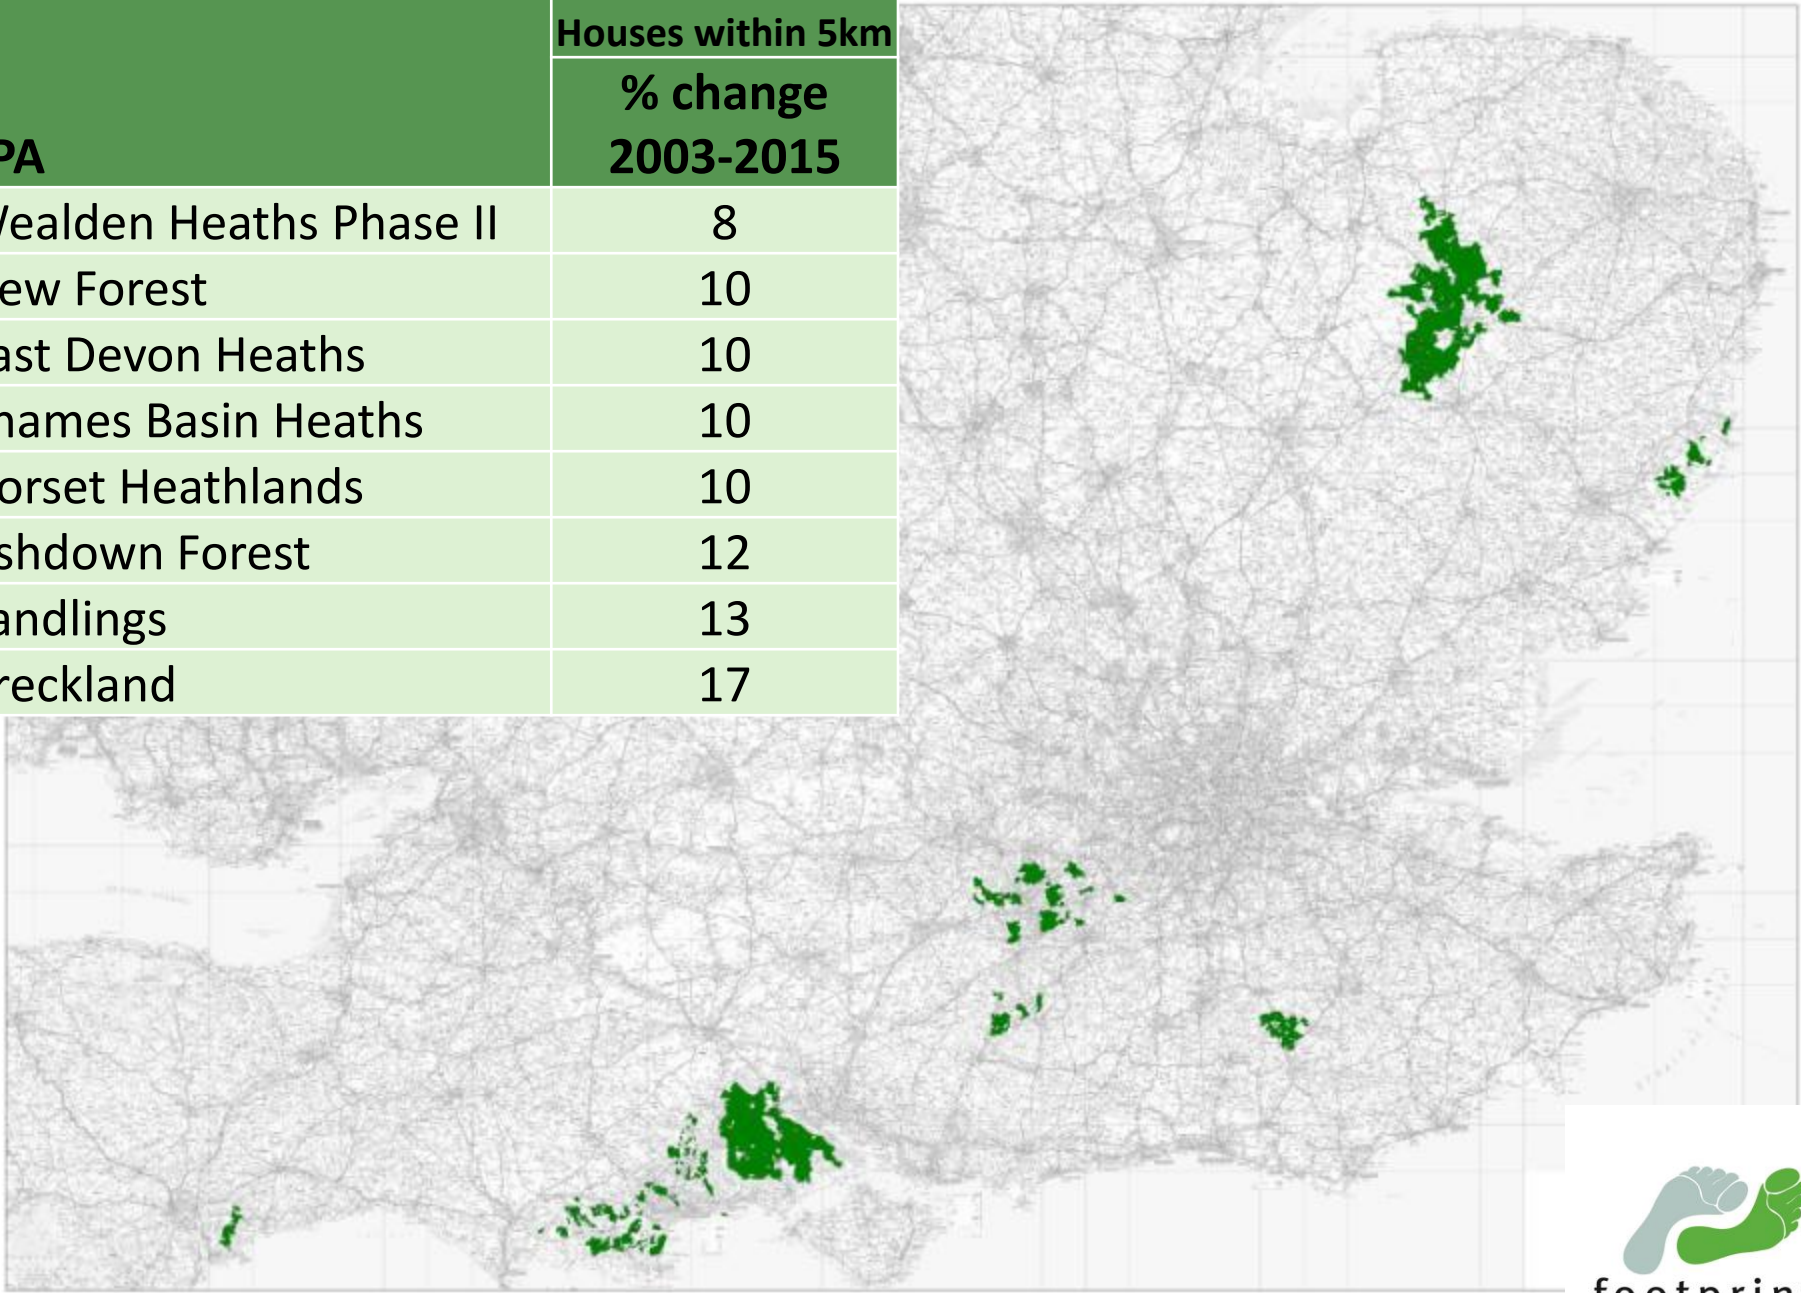 Houses within 5km
% change
PA 2003-2015
Wealden Heaths Phase II 8
ew Forest 10
ast Devon Heaths 10
hames Basin Heaths 10
orset Heathlands 10
shdown Forest 12
andlings 13
reckland 17
footprin